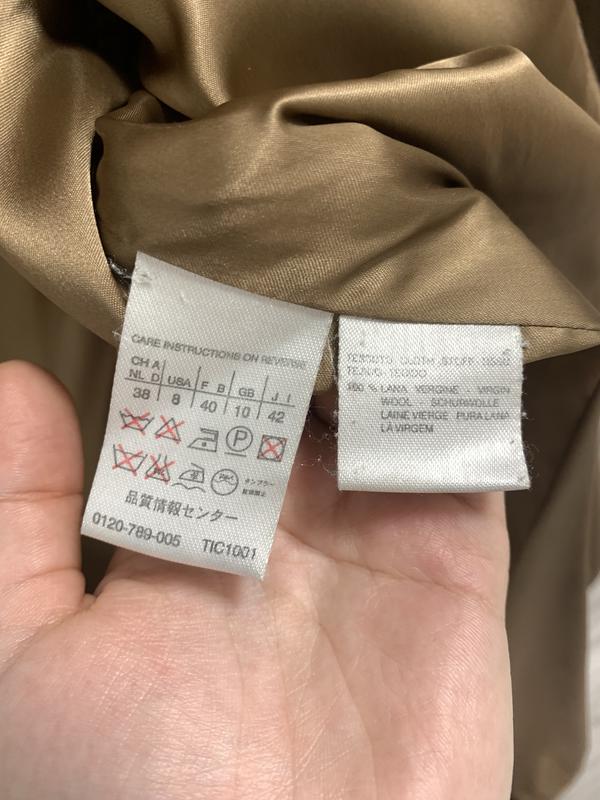 CARE INSTRUCTIONS ON REVERSE
CH A
NL D USA F B GB J I
38 8 40 10 42
P
品質情報センター
0120-789-005 TIC1001
TESSUTO CLOTH STOFF
TEJIDO TECIDO
100 % LANA VERGINE - VIRGIN
WOOL - SCHURWOLLE
LAINE VIERGE PURA LANA
LÃ VIRGEM